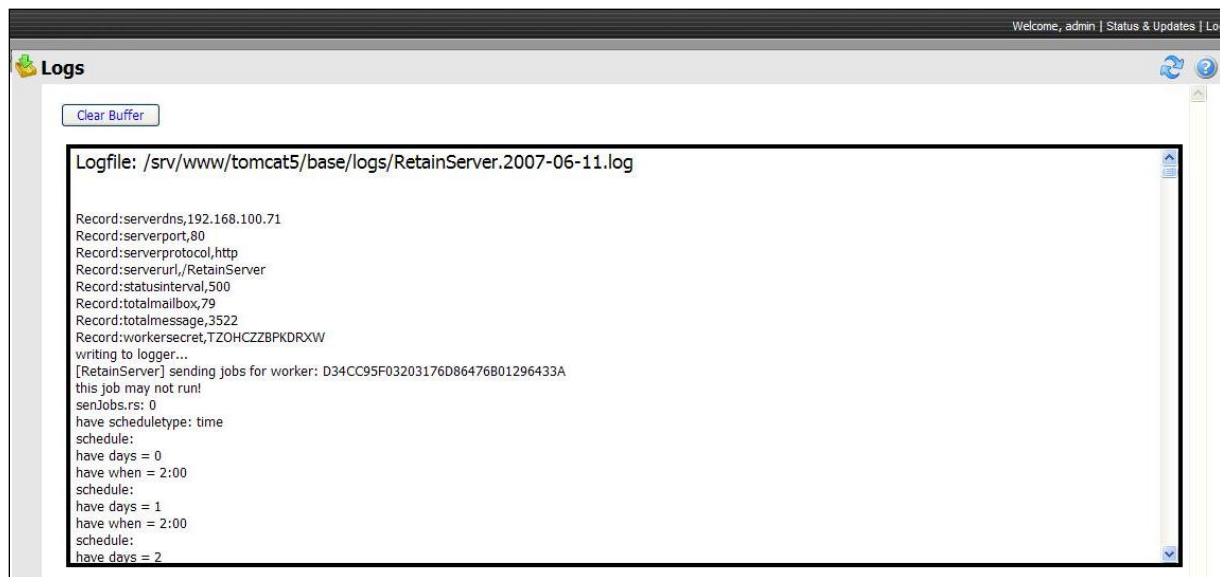 Welcome, admin | Status & Updates | Lo
Logs
Clear Buffer
Logfile: /srv/www/tomcat5/base/logs/RetainServer.2007-06-11.log
Record:serverdns,192.168.100.71
Record:serverport,80
Record:serverprotocol,http
Record:serverurl,/RetainServer
Record:statusinterval,500
Record:totalmailbox,79
Record:totalmessage,3522
Record:workersecret,TZOHCZZBPKDRXW
writing to logger...
[RetainServer] sending jobs for worker: D34CC95F03203176D86476B01296433A
this job may not run!
senJobs.rs: 0
have scheduletype: time
schedule:
have days = 0
have when = 2:00
schedule:
have days = 1
have when = 2:00
schedule:
have days = 2